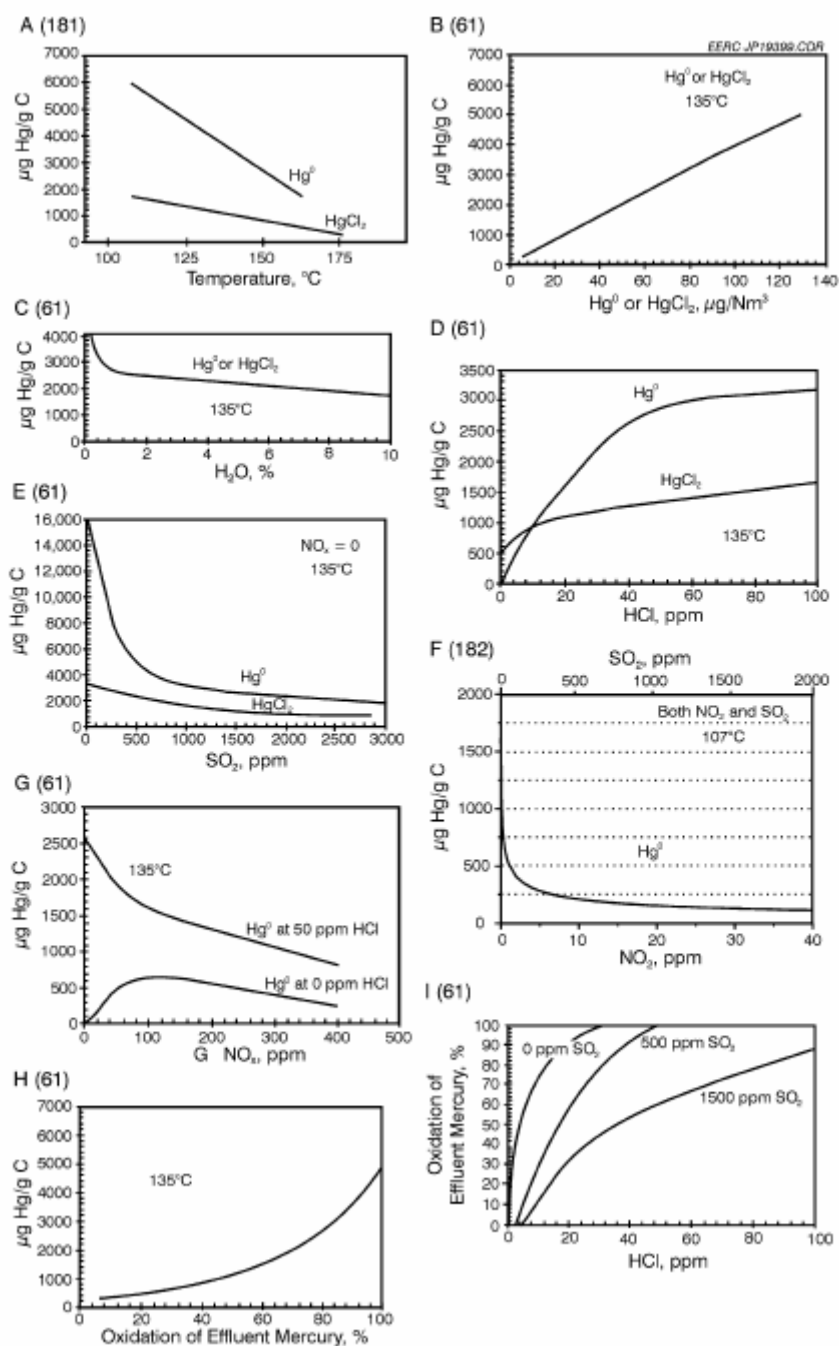 A (181)
7000
6000
5000
4000
3000
2000
1000
0
µg Hg/g C
Hg⁰
HgCl₂
100 125 150 175
Temperature, °C
B (61)
EERC JP19399.CDR
7000
6000
5000
4000
3000
2000
1000
0
µg Hg/g C
Hg⁰ or HgCl₂
135°C
0 20 40 60 80 100 120 140
Hg⁰ or HgCl₂, µg/Nm³
C (61)
4000
3000
2000
1000
0
µg Hg/g C
Hg⁰ or HgCl₂
135°C
0 2 4 6 8 10
H₂O, %
D (61)
3500
3000
2500
2000
1500
1000
500
0
µg Hg/g C
Hg⁰
HgCl₂
135°C
0 20 40 60 80 100
HCl, ppm
E (61)
16,000
14,000
12,000
10,000
8000
6000
4000
2000
0
µg Hg/g C
NOₓ = 0
135°C
Hg⁰
HgCl₂
0 500 1000 1500 2000 2500 3000
SO₂, ppm
F (182)
SO₂, ppm
0 500 1000 1500 2000
2000
1500
1000
500
0
µg Hg/g C
Both NO₂ and SO₂
107°C
Hg⁰
0 10 20 30 40
NO₂, ppm
G (61)
3000
2500
2000
1500
1000
500
0
µg Hg/g C
135°C
Hg⁰ at 50 ppm HCl
Hg⁰ at 0 ppm HCl
0 100 200 300 400 500
G NOₓ, ppm
H (61)
7000
6000
5000
4000
3000
2000
1000
0
µg Hg/g C
135°C
0 20 40 60 80 100
Oxidation of Effluent Mercury, %
I (61)
100
90
80
70
60
50
40
30
20
10
0
Oxidation of
Effluent Mercury, %
0 ppm SO₂
500 ppm SO₂
1500 ppm SO₂
0 20 40 60 80 100
HCl, ppm